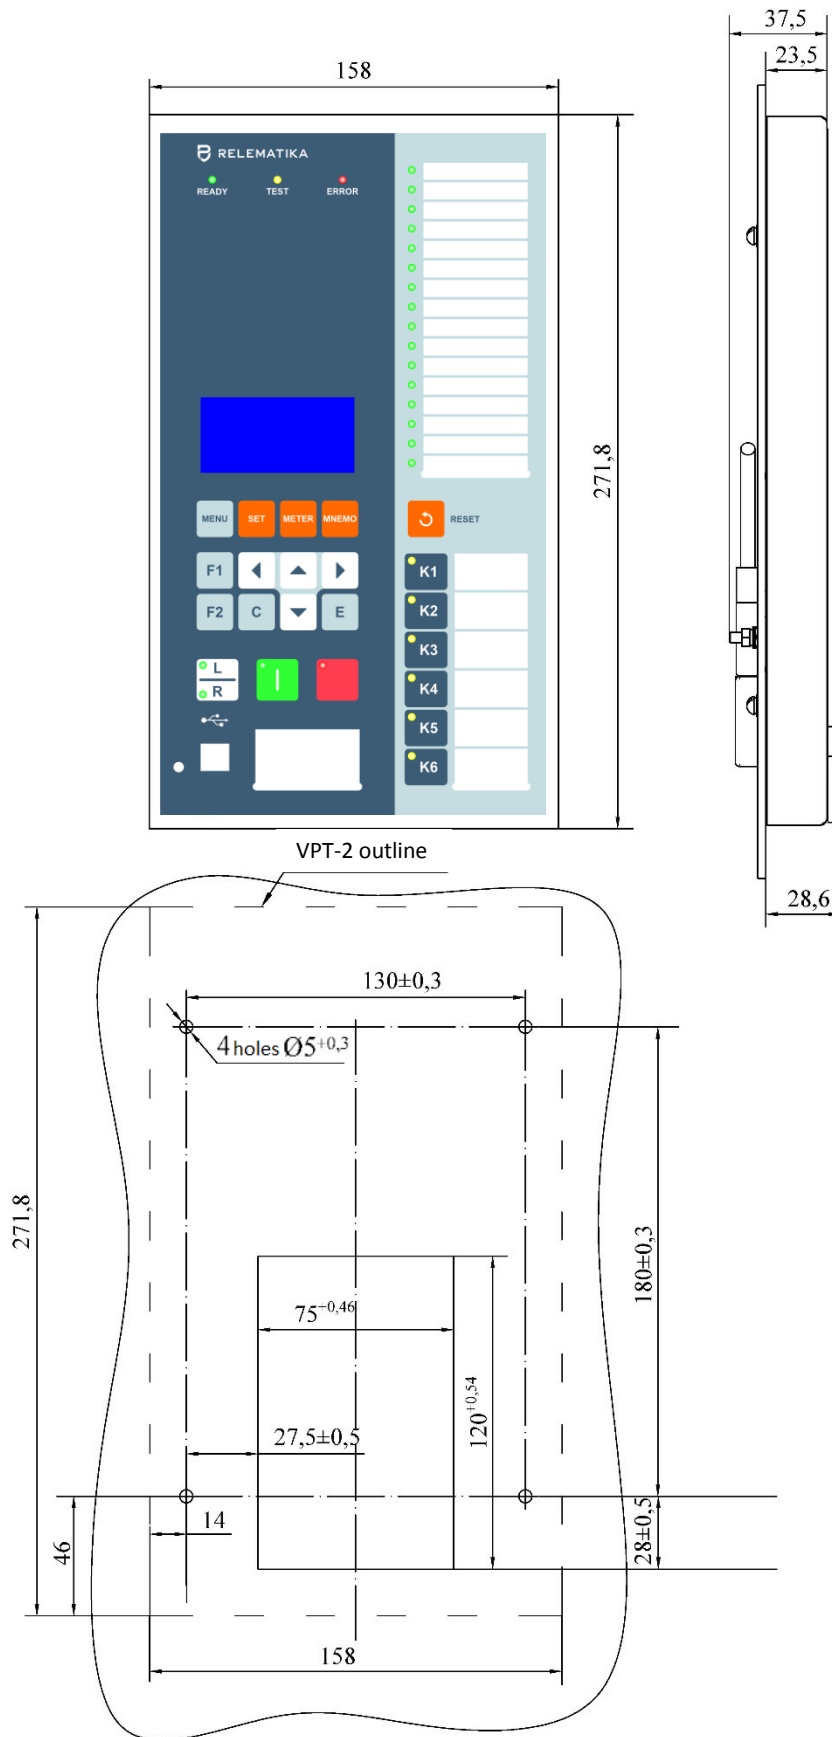 37,5
158
23,5
RELEMATIKA
READY TEST ERROR
271,8
MENU SET METER MNEMO RESET
F1 K1
F2 C E K2
K3
L
R
I
K4
K5
K6
VPT-2 outline
28,6
130±0,3
4 holes Ø5+0,3
271,8
180±0,3
75+0,46
120+0,54
27,5±0,5
14
46
28±0,5
158